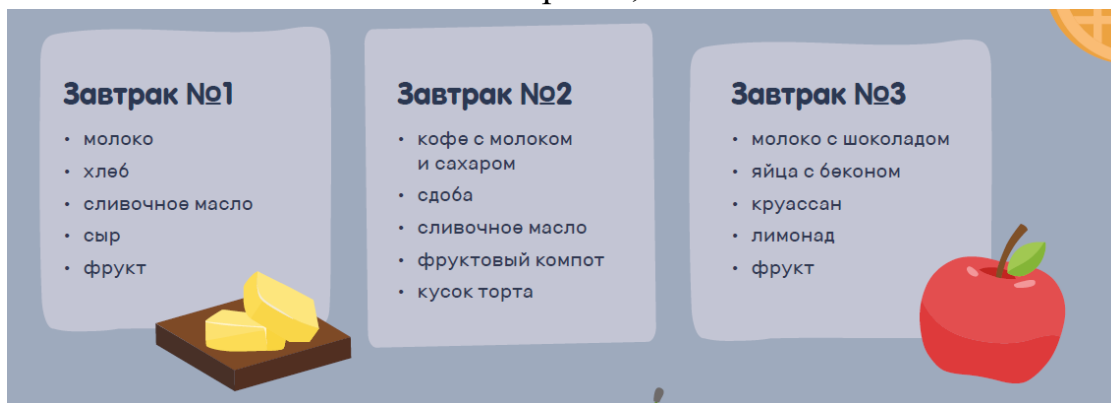 Завтрак №1
• молоко
• хлеб
• сливочное масло
• сыр
• фрукт
Завтрак №2
• кофе с молоком
и сахаром
• сдоба
• сливочное масло
• фруктовый компот
• кусок торта
Завтрак №3
• молоко с шоколадом
• яйца с беконом
• круассан
• лимонад
• фрукт